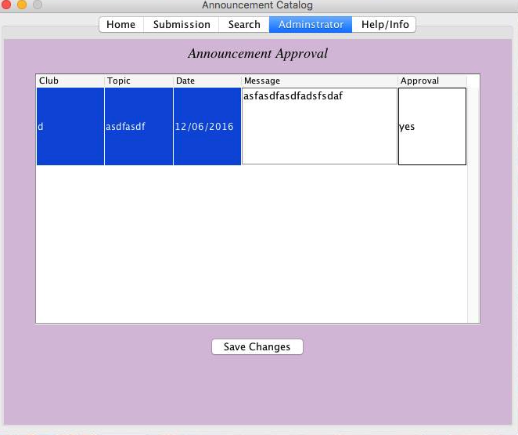 Announcement Catalog
Home Submission Search Adminstrator Help/Info
Announcement Approval
Club Topic Date Message Approval
asfasdfasdfadsfsdaf
d asdfasdf 12/06/2016 yes
Save Changes